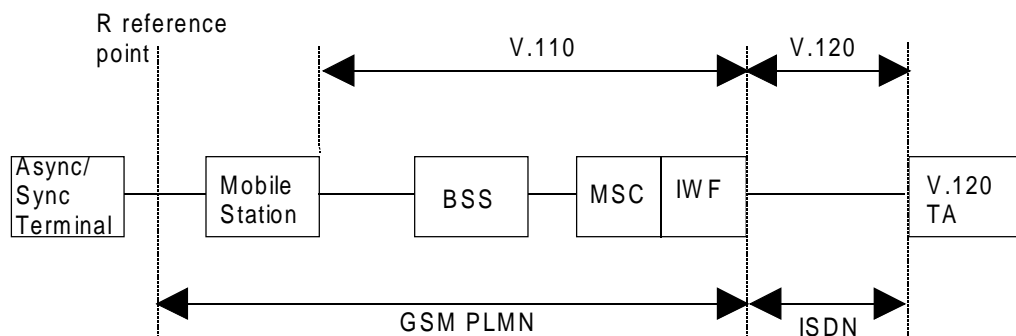 R reference
point
V.110
V.120
Async/
Sync
Terminal
Mobile
Station
BSS
MSC
IWF
V.120
TA
GSM PLMN
ISDN